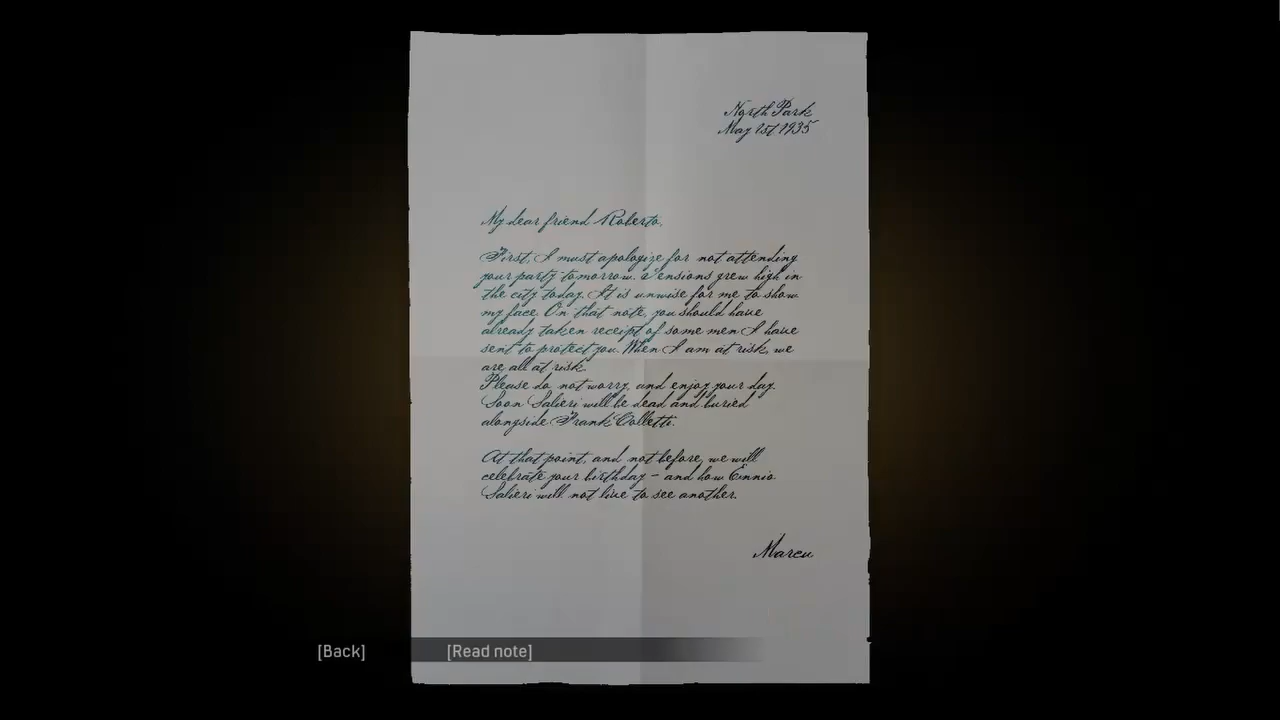 North Park
May 1st 1935
My dear friend Roberto,
First, I must apologize for not attending
your party tomorrow. Tensions grew high in
the city today. It is unwise for me to show
my face. On that note, you should have
already taken receipt of some men I have
sent to protect you. When I am at risk, we
are all at risk.
Please do not worry, and enjoy your day.
Soon Salieri will be dead and buried
alongside Frank Colletti.
At that point, and not before, we will
celebrate your birthday – and how Ennio
Salieri will not live to see another.
Marcu
[Back] [Read note]